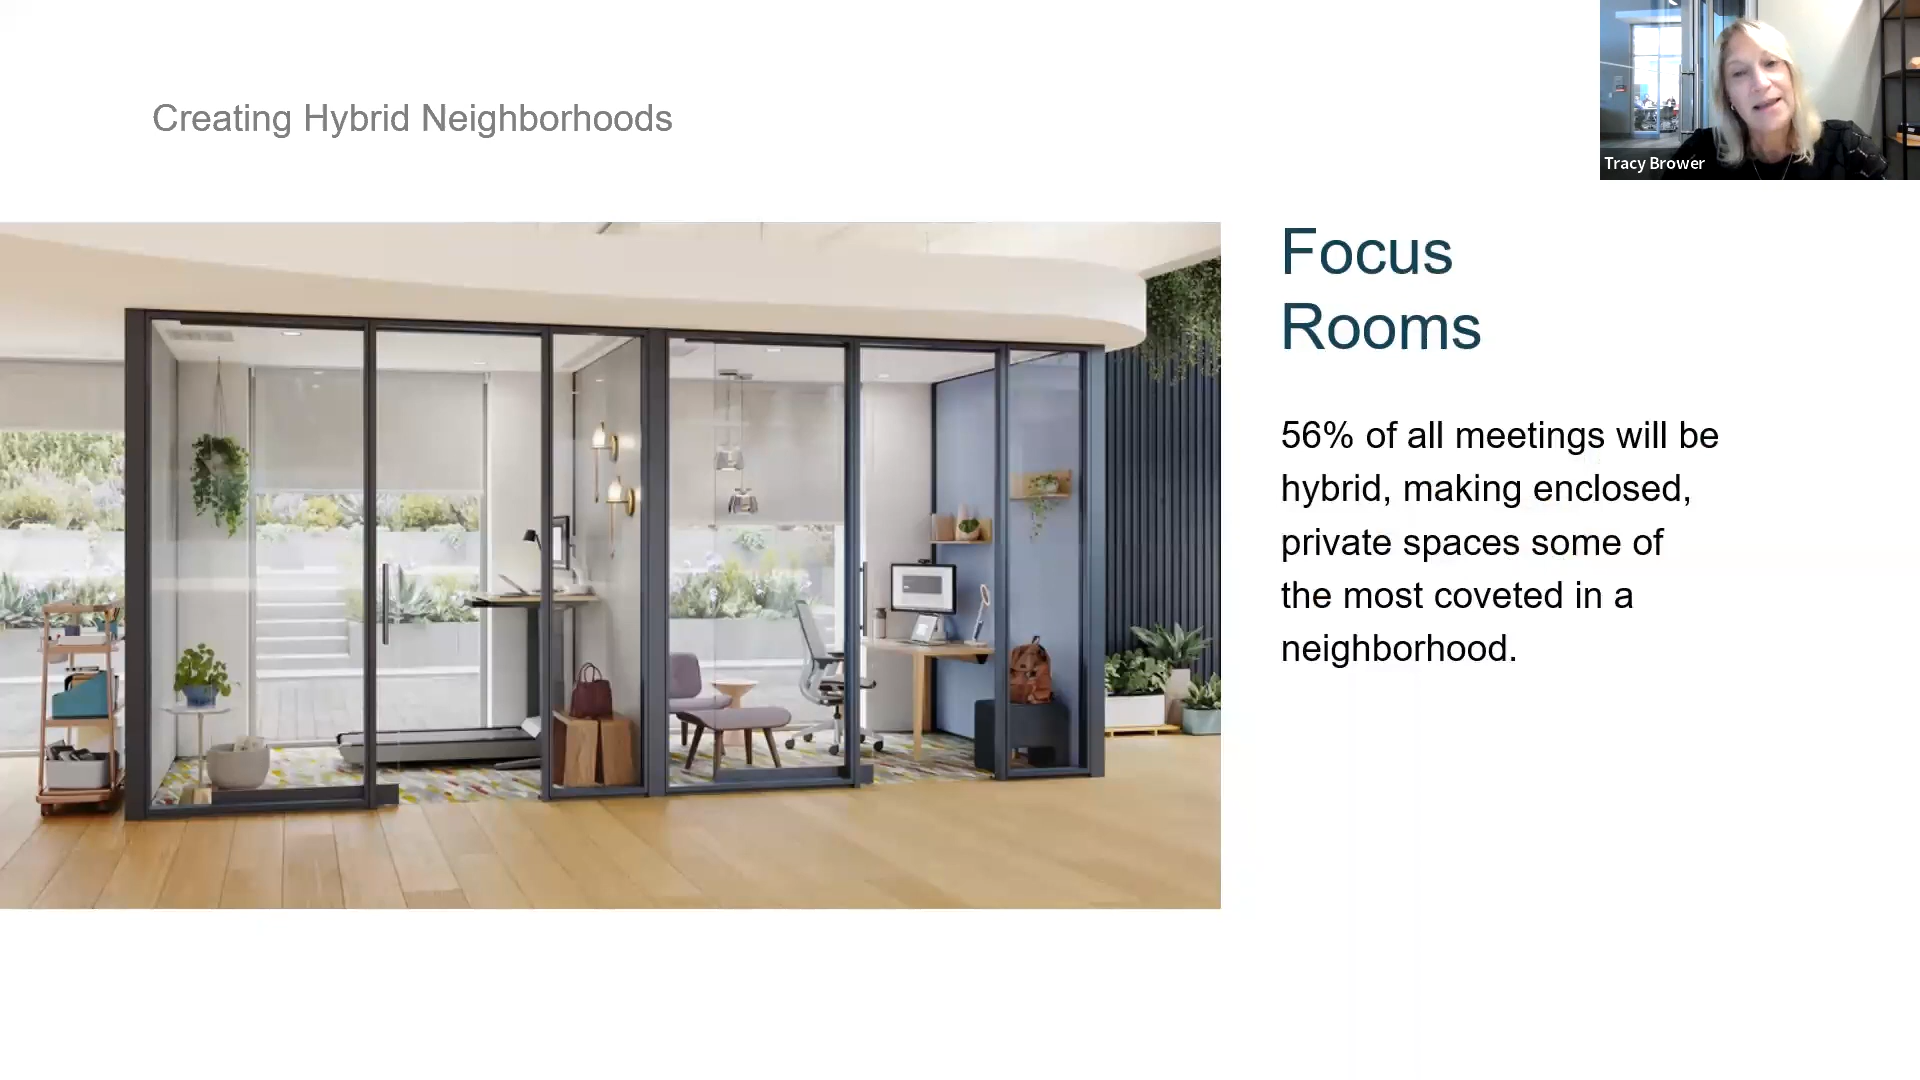 Creating Hybrid Neighborhoods
Tracy Brower
Focus
Rooms
56% of all meetings will be
hybrid, making enclosed,
private spaces some of
the most coveted in a
neighborhood.